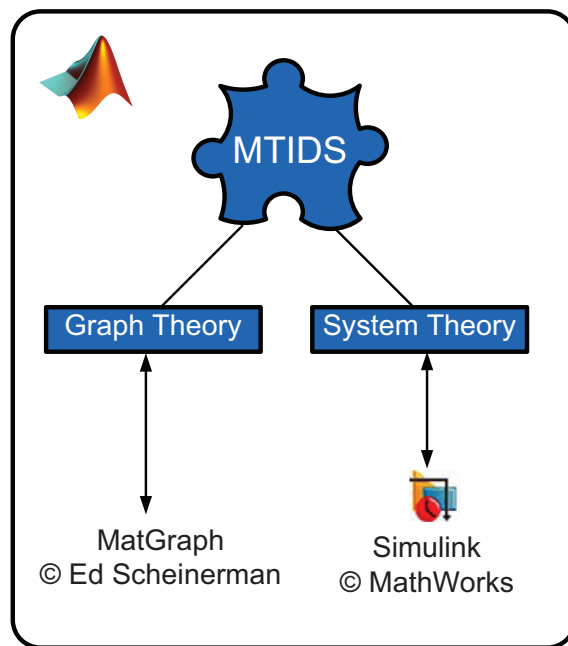 MTIDS
Graph Theory
System Theory
MatGraph
© Ed Scheinerman
Simulink
© MathWorks